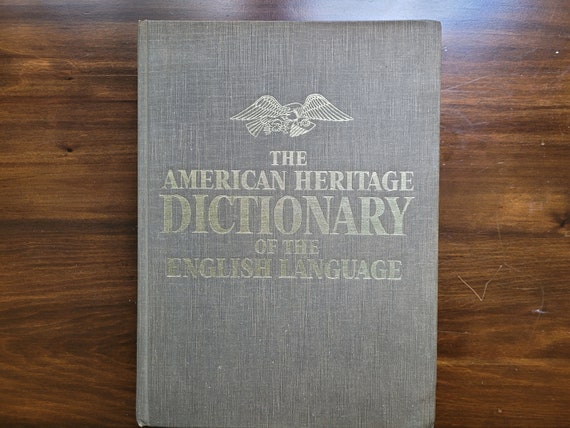 THE
AMERICAN HERITAGE
DICTIONARY
OF THE
ENGLISH LANGUAGE